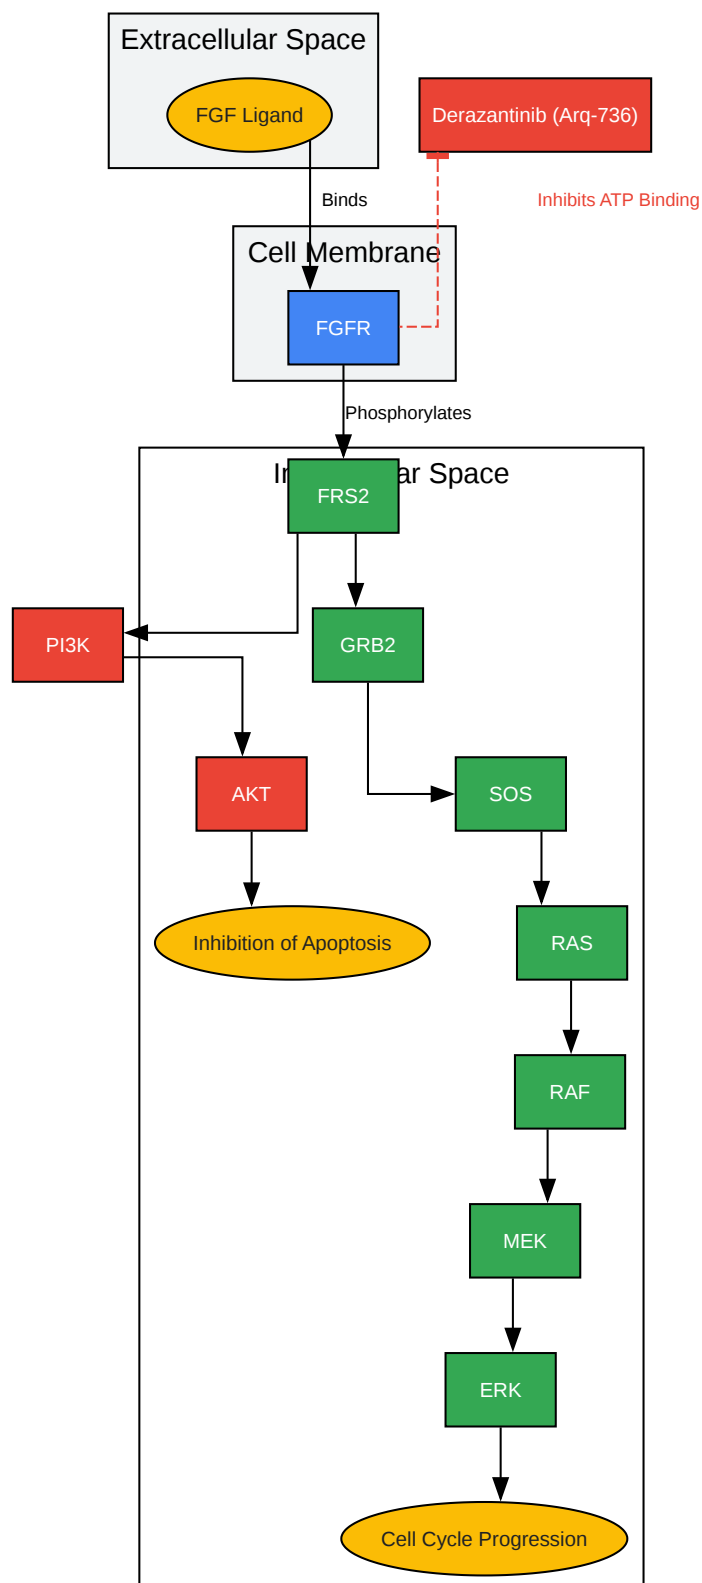 Extracellular Space
FGF Ligand
Derazantinib (Arq-736)
Binds
Inhibits ATP Binding
Cell Membrane
FGFR
Phosphorylates
Space
FRS2
PI3K
GRB2
AKT
SOS
Inhibition of Apoptosis
RAS
RAF
MEK
ERK
Cell Cycle Progression